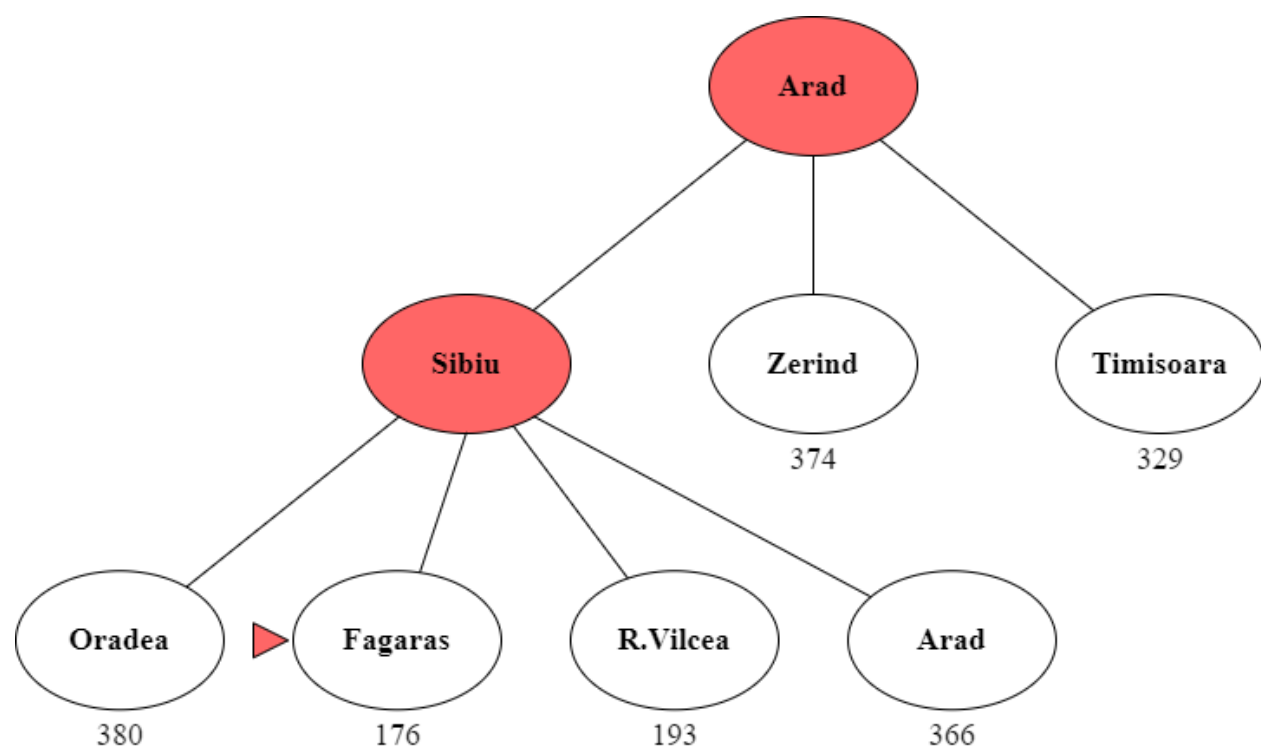 Arad
Sibiu
Zerind
Timisoara
374
329
Oradea
Fagaras
R.Vilcea
Arad
380
176
193
366